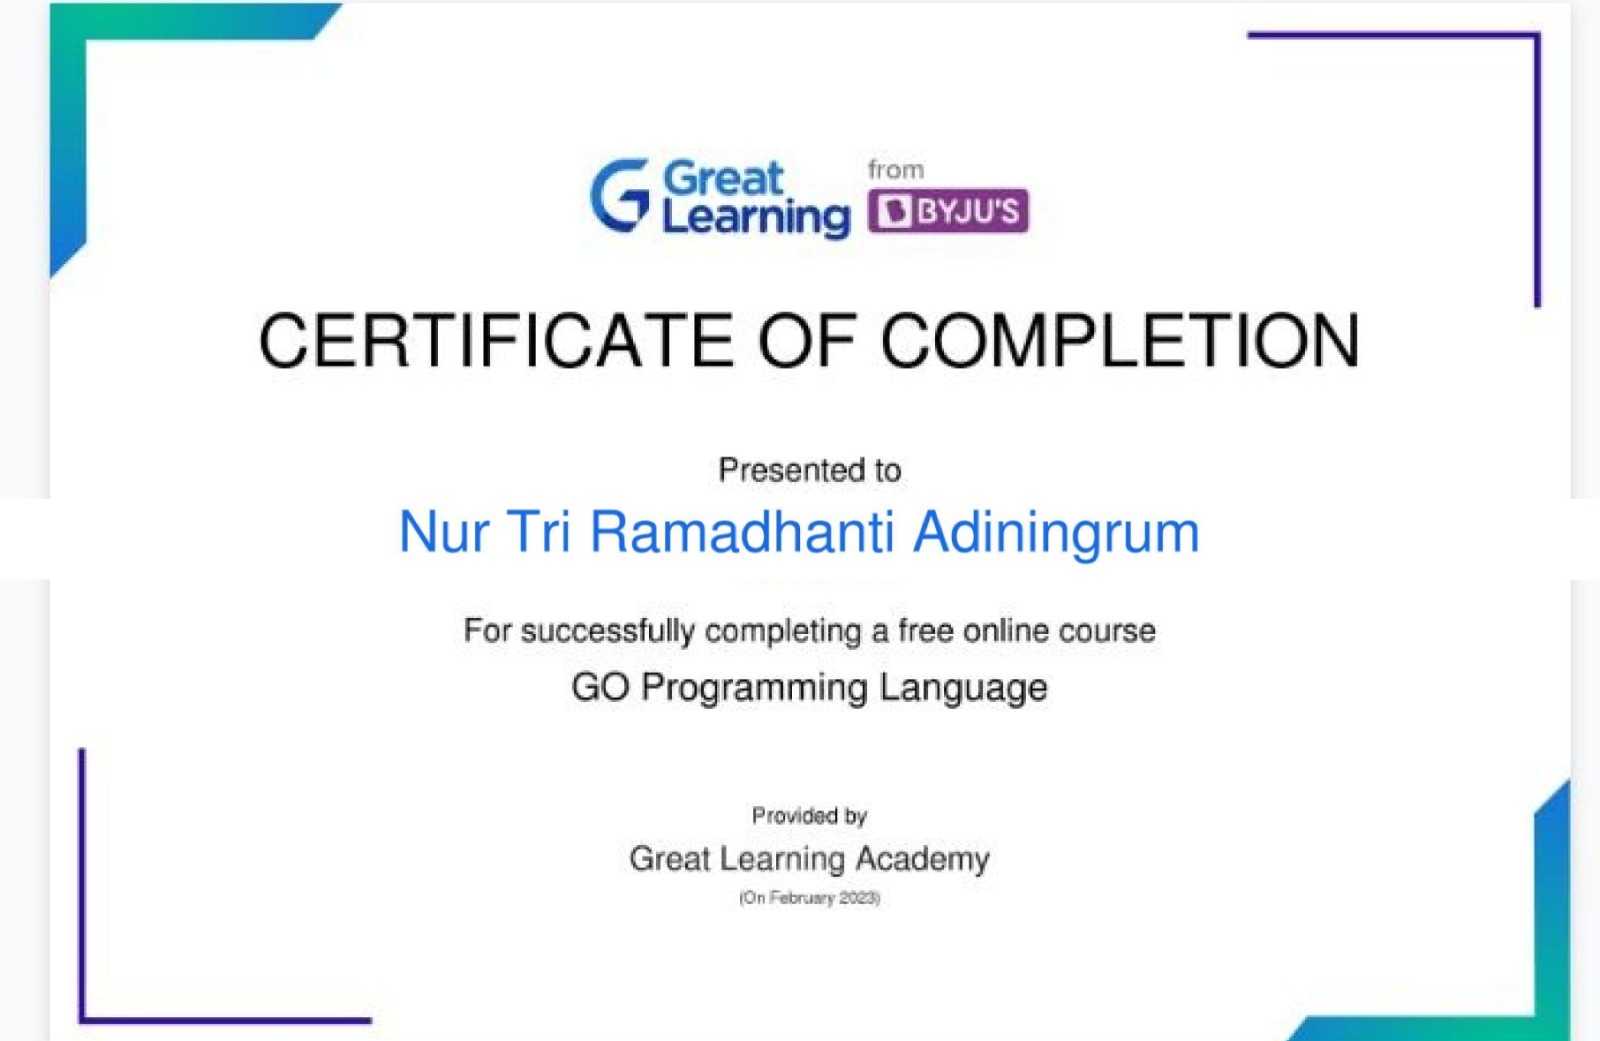 Great
Learning
from
BYJU'S
CERTIFICATE OF COMPLETION
Presented to
Nur Tri Ramadhanti Adiningrum
For successfully completing a free online course
GO Programming Language
Provided by
Great Learning Academy
(On February 2023)